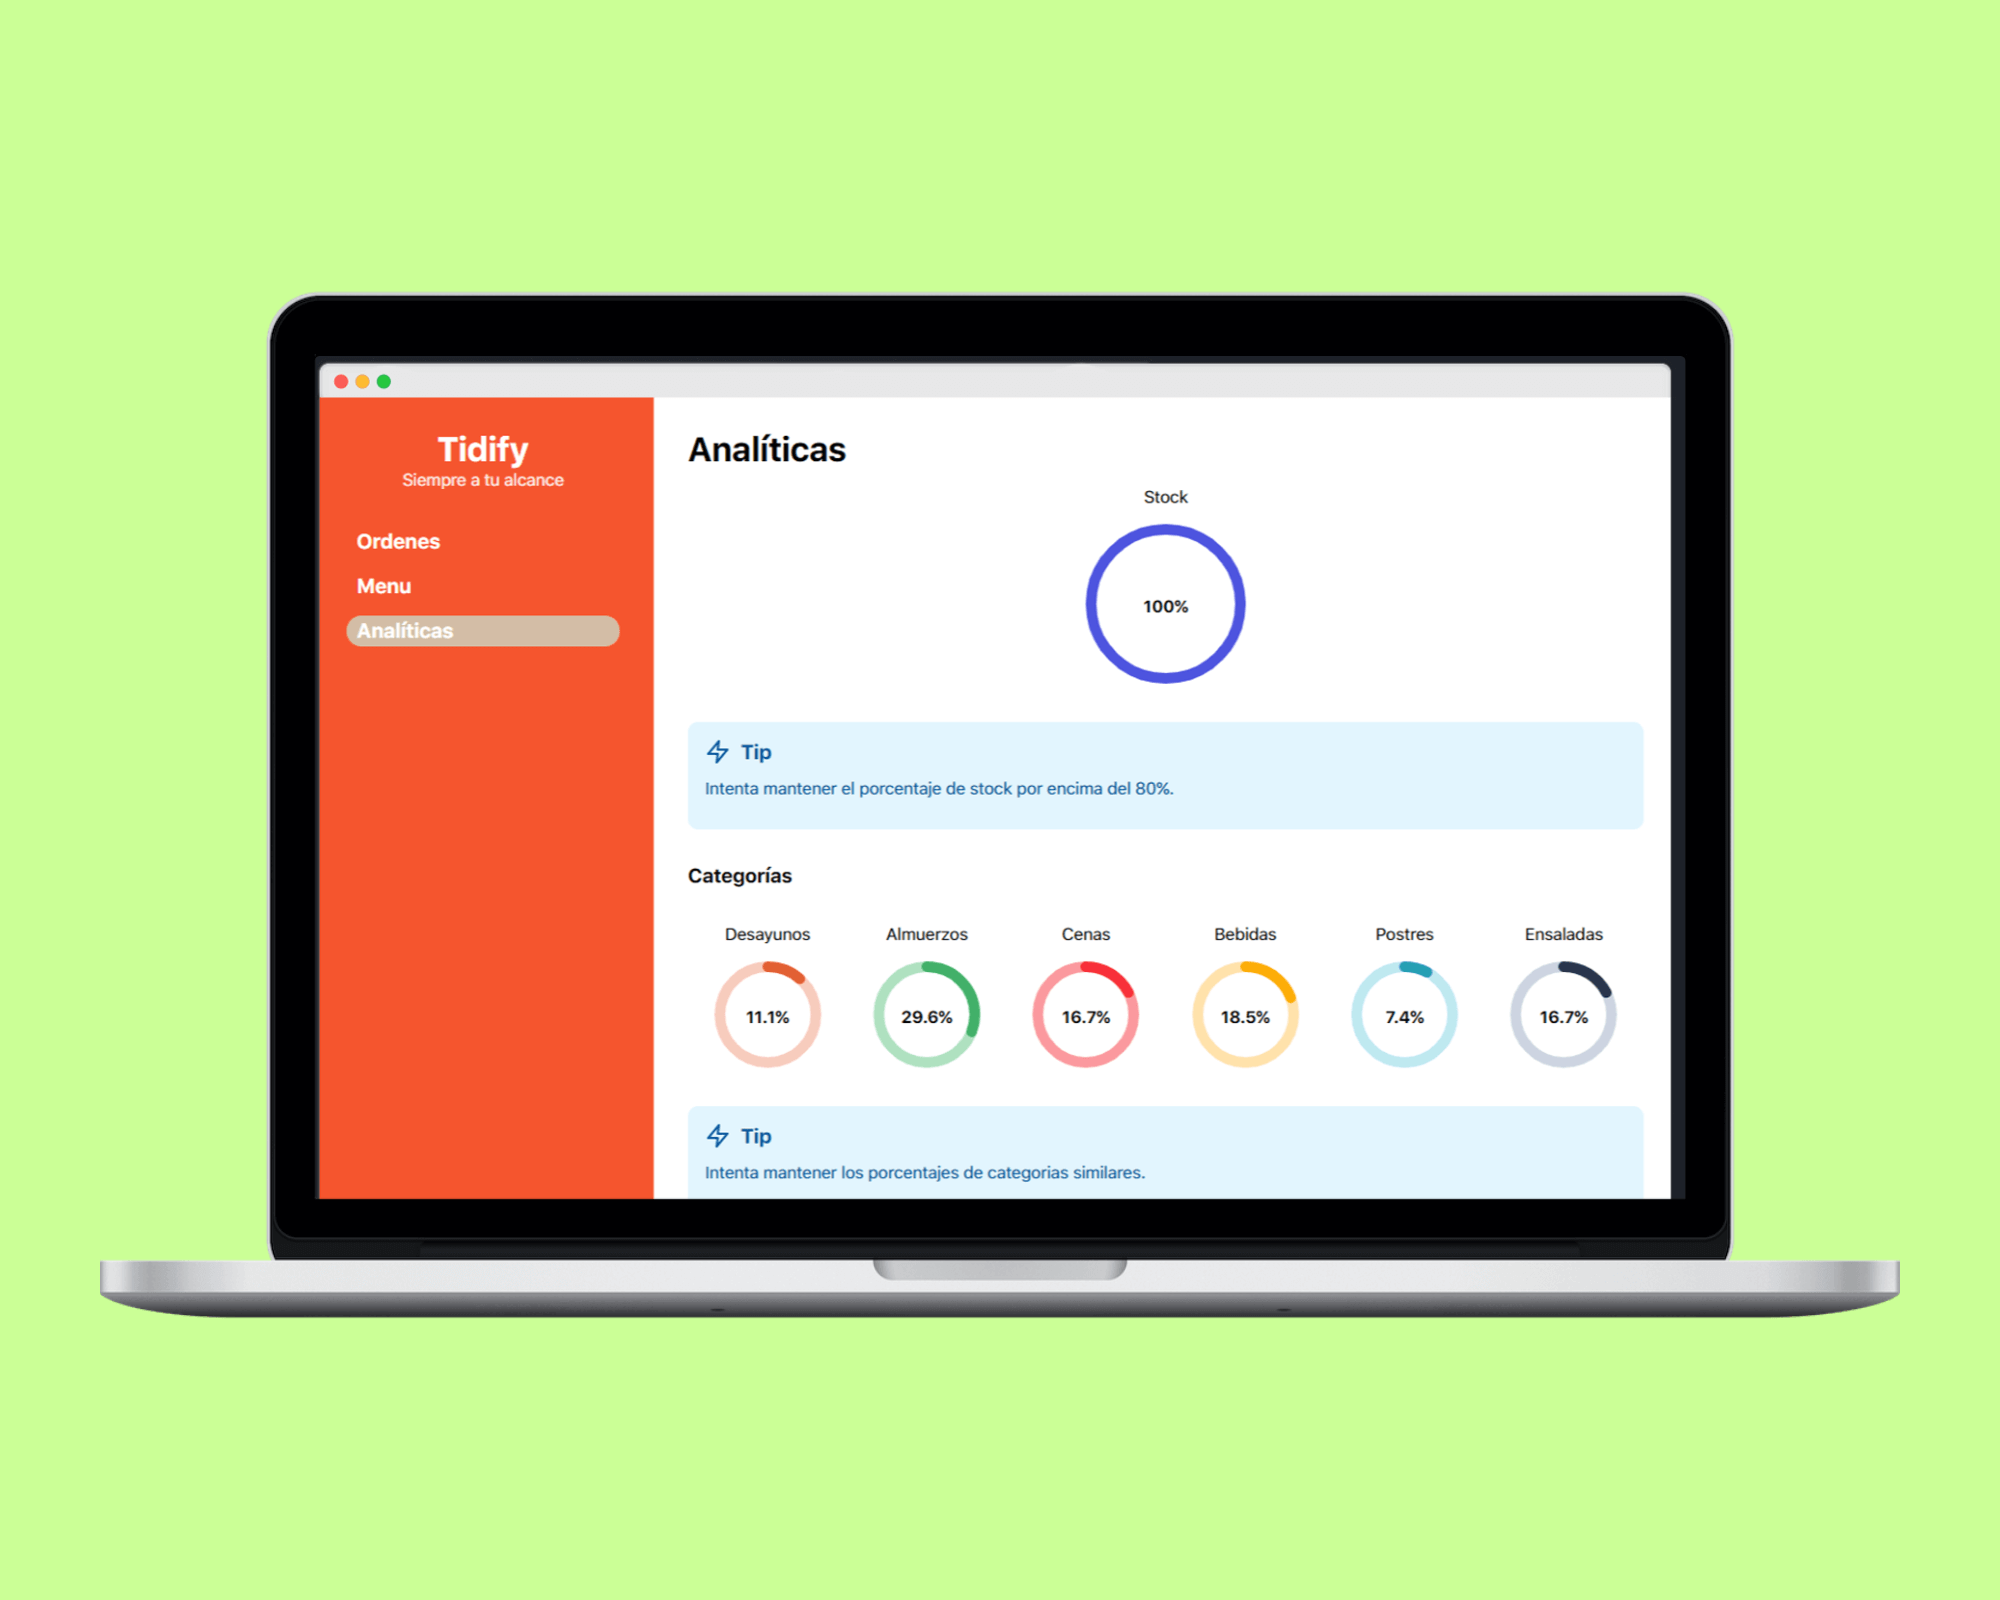 Tidify
Siempre a tu alcance
Ordenes
Menu
Analíticas
Analíticas
Stock
100%
Tip
Intenta mantener el porcentaje de stock por encima del 80%.
Categorías
Desayunos Almuerzos Cenas Bebidas Postres Ensaladas
11.1% 29.6% 16.7% 18.5% 7.4% 16.7%
Tip
Intenta mantener los porcentajes de categorias similares.